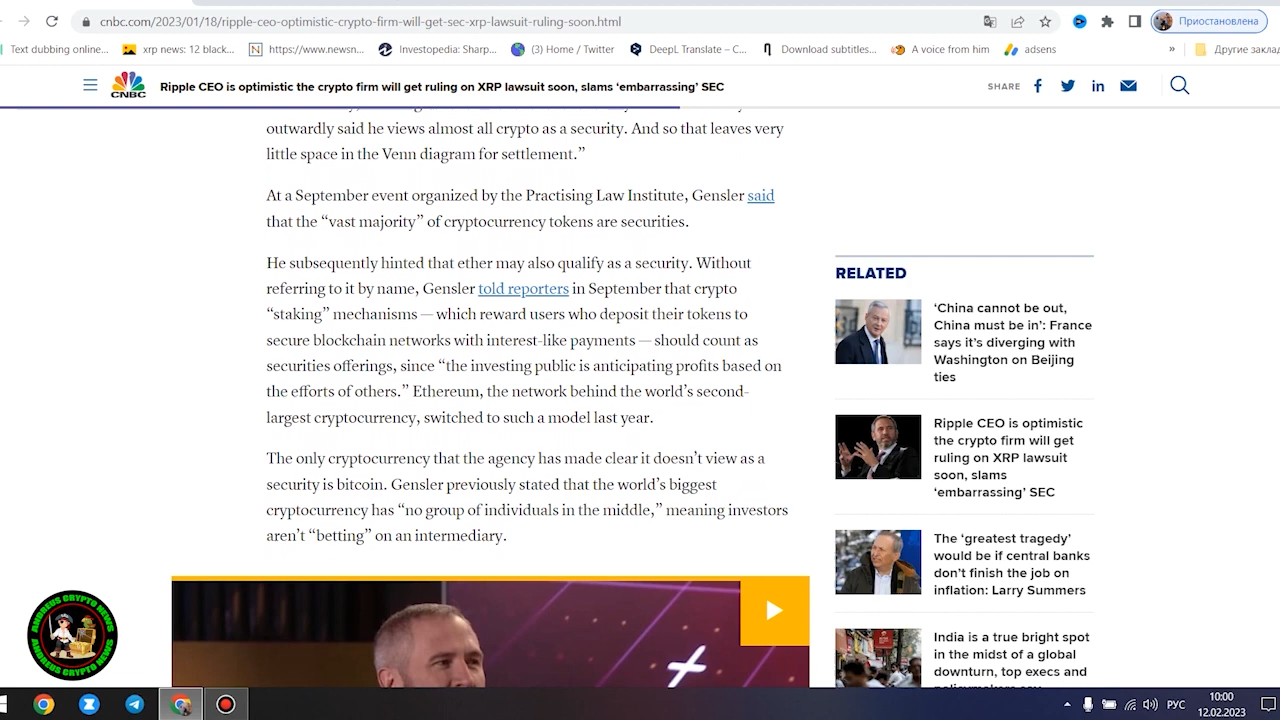 cnbc.com/2023/01/18/ripple-ceo-optimistic-crypto-firm-will-get-sec-xrp-lawsuit-ruling-soon.html
Приостановлена
Text dubbing online...
xrp news: 12 black...
https://www.newsn...
Investopedia: Sharp...
(3) Home / Twitter
DeepL Translate – C...
Download subtitles...
A voice from him
adsens
»
Другие закла
CNBC
Ripple CEO is optimistic the crypto firm will get ruling on XRP lawsuit soon, slams ‘embarrassing’ SEC
SHARE
outwardly said he views almost all crypto as a security. And so that leaves very
little space in the Venn diagram for settlement.”
At a September event organized by the Practising Law Institute, Gensler said
that the “vast majority” of cryptocurrency tokens are securities.
He subsequently hinted that ether may also qualify as a security. Without
referring to it by name, Gensler told reporters in September that crypto
“staking” mechanisms — which reward users who deposit their tokens to
secure blockchain networks with interest-like payments — should count as
securities offerings, since “the investing public is anticipating profits based on
the efforts of others.” Ethereum, the network behind the world’s second-
largest cryptocurrency, switched to such a model last year.
The only cryptocurrency that the agency has made clear it doesn’t view as a
security is bitcoin. Gensler previously stated that the world’s biggest
cryptocurrency has “no group of individuals in the middle,” meaning investors
aren’t “betting” on an intermediary.
RELATED
‘China cannot be out,
China must be in’: France
says it’s diverging with
Washington on Beijing
ties
Ripple CEO is optimistic
the crypto firm will get
ruling on XRP lawsuit
soon, slams
‘embarrassing’ SEC
The ‘greatest tragedy’
would be if central banks
don’t finish the job on
inflation: Larry Summers
India is a true bright spot
in the midst of a global
downturn, top execs and
ANDREUS CRYPTO NEWS
ANDREUS CRYPTO NEWS
РУС
10:00
12.02.2023